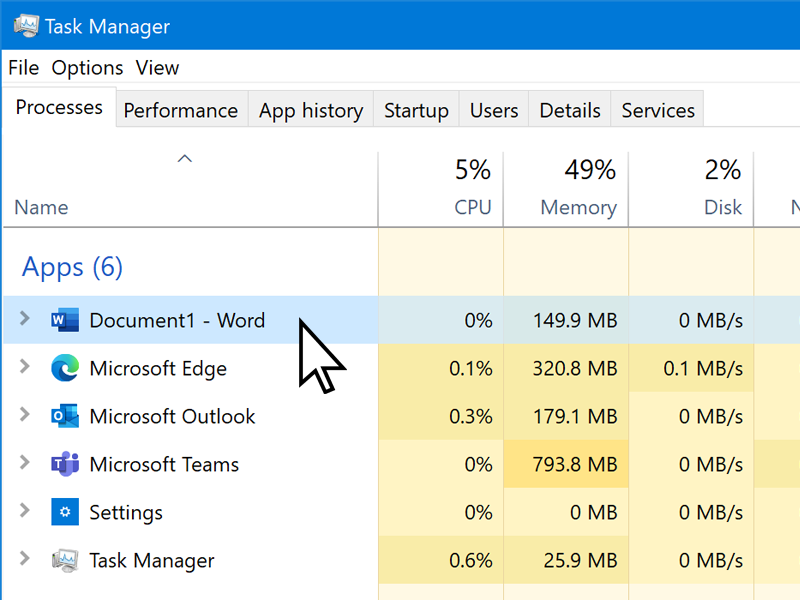 Task Manager
File Options View
Processes Performance App history Startup Users Details Services
5% 49% 2%
Name CPU Memory Disk
Apps (6)
Document1 - Word 0% 149.9 MB 0 MB/s
Microsoft Edge 0.1% 320.8 MB 0.1 MB/s
Microsoft Outlook 0.3% 179.1 MB 0 MB/s
Microsoft Teams 0% 793.8 MB 0 MB/s
Settings 0% 0 MB 0 MB/s
Task Manager 0.6% 25.9 MB 0 MB/s